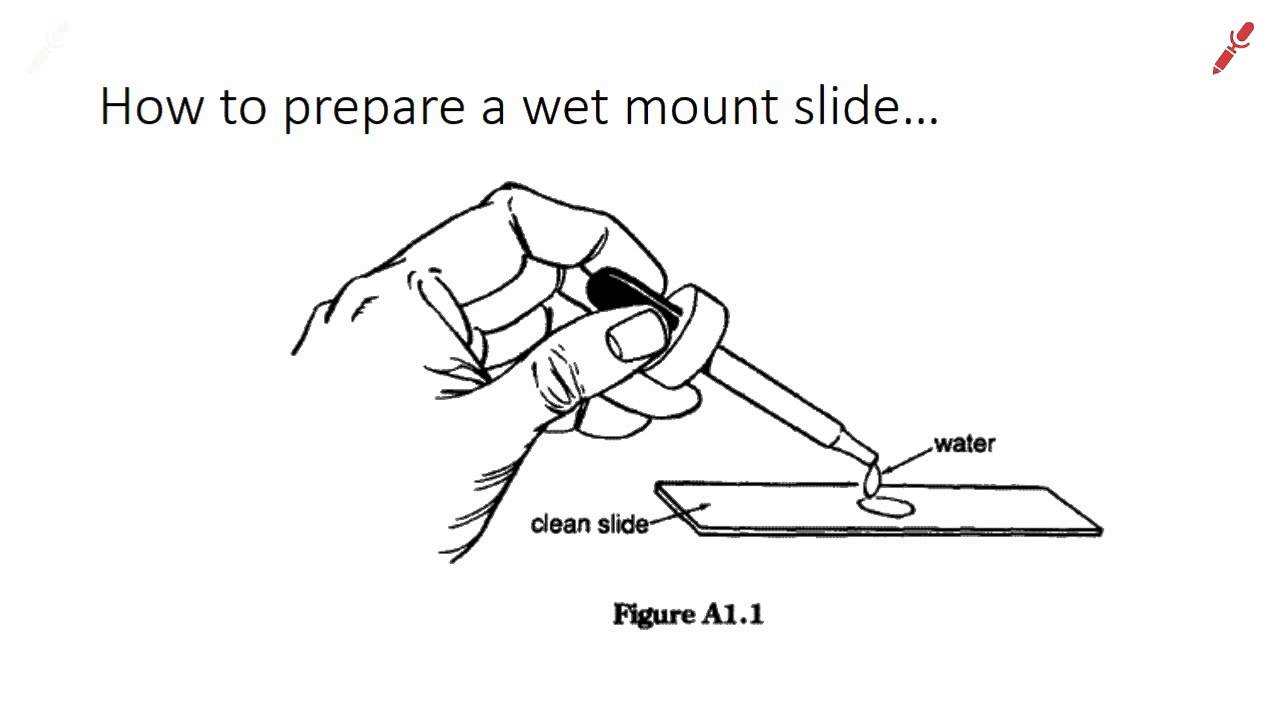 How to prepare a wet mount slide...
water
clean slide
Figure A1.1